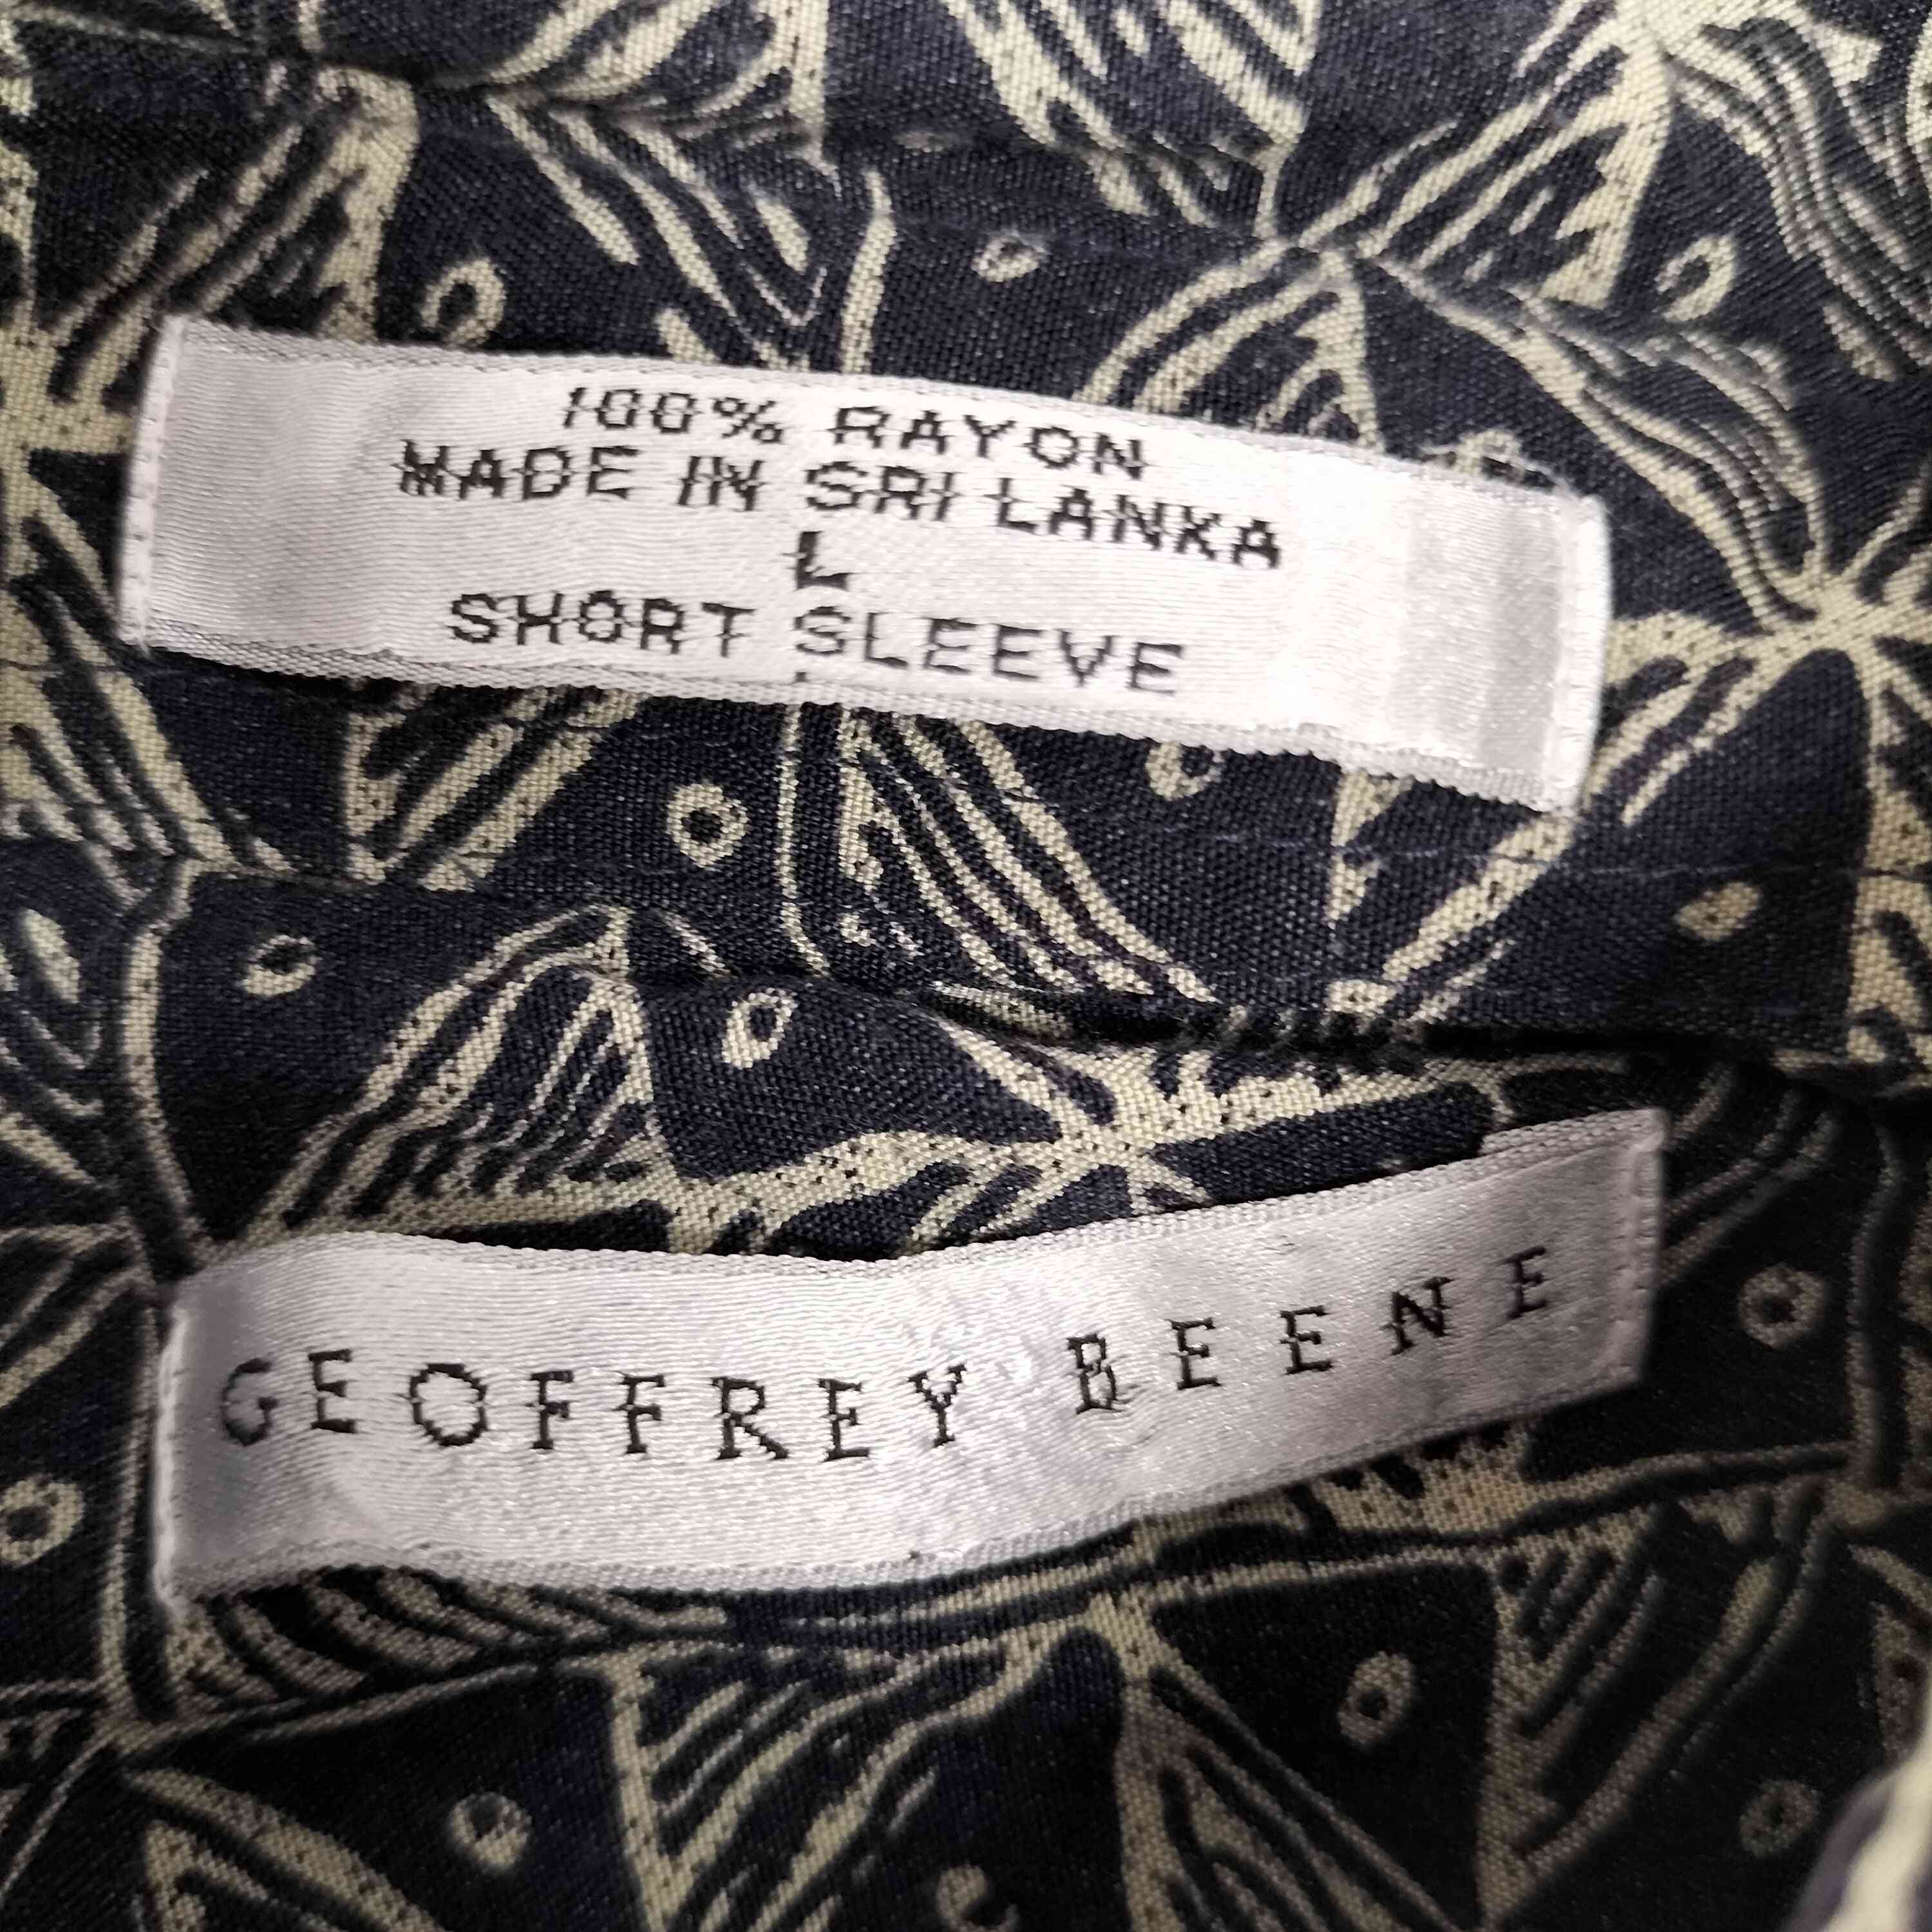 100% RAYON
MADE IN SRI LANKA
L
SHORT SLEEVE
GEOFFREY BEENE